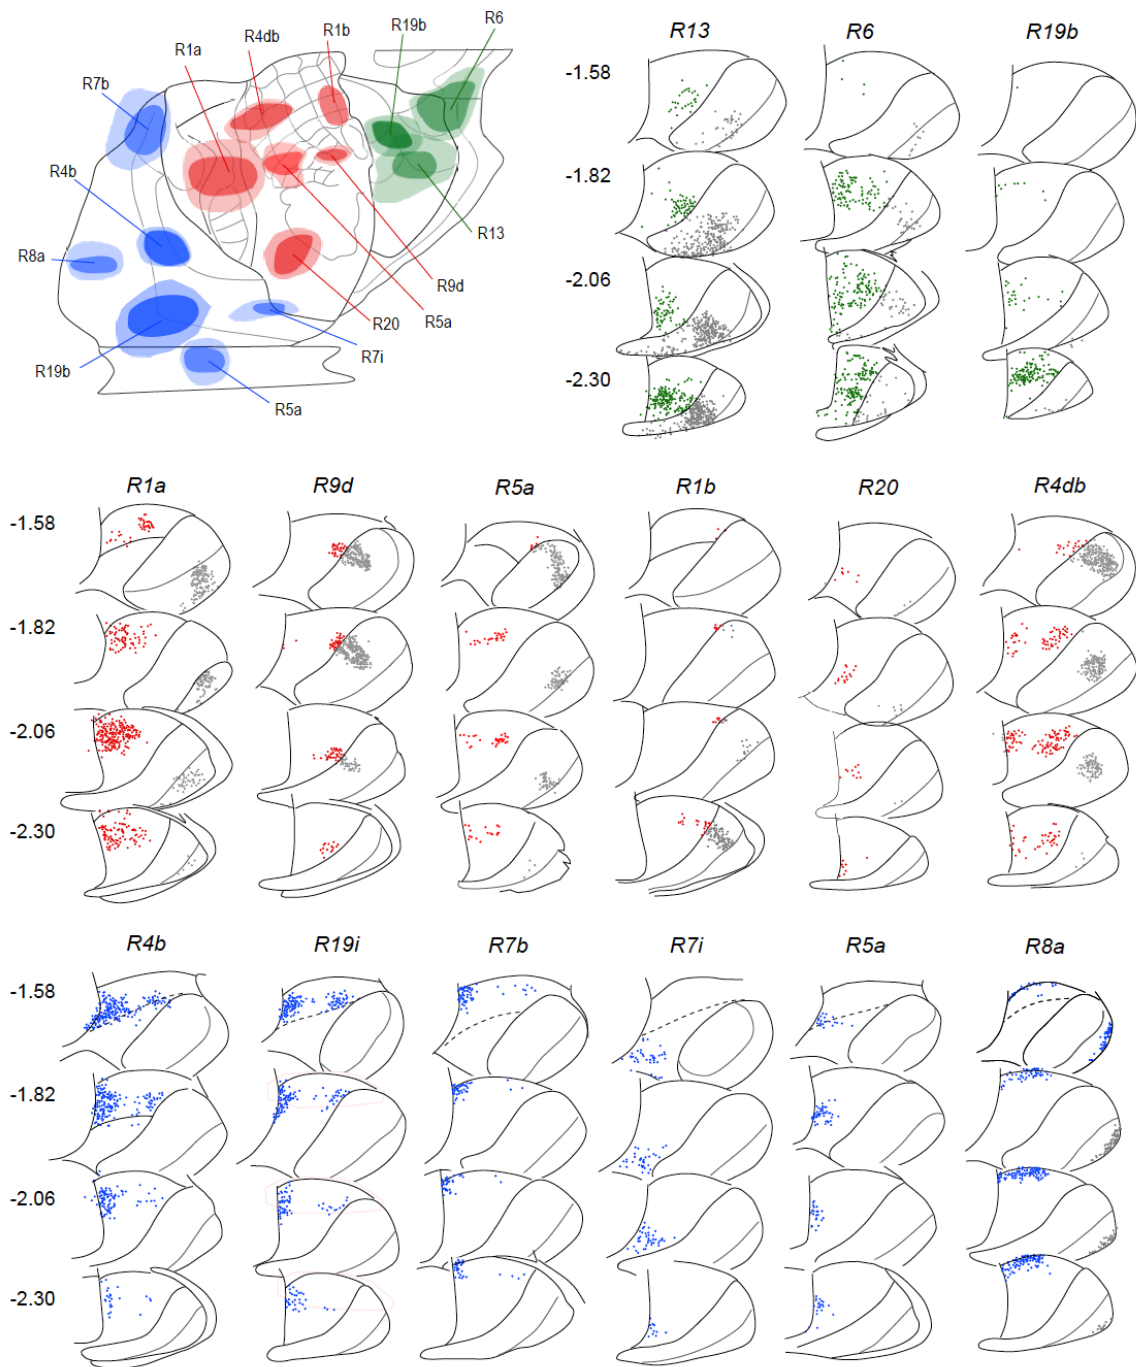 R6
R19b
R1b
R4db
R1a
R7b
R4b
R8a
R13
R9d
R5a
R20
R7i
R19b
R5a
R13 R6 R19b
-1.58
-1.82
-2.06
-2.30
R1a R9d R5a R1b R20 R4db
-1.58
-1.82
-2.06
-2.30
R4b R19i R7b R7i R5a R8a
-1.58
-1.82
-2.06
-2.30